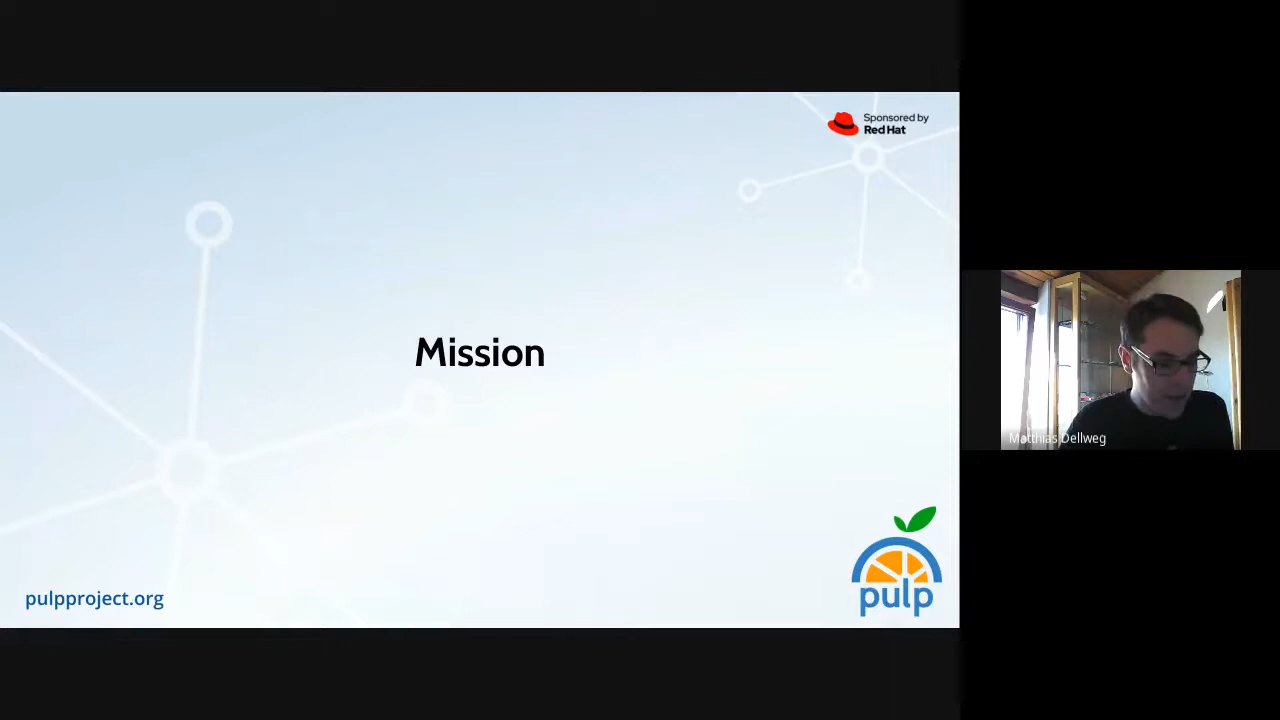 Sponsored by
Red Hat
Mission
Matthias Dellweg
pulpproject.org
pulp